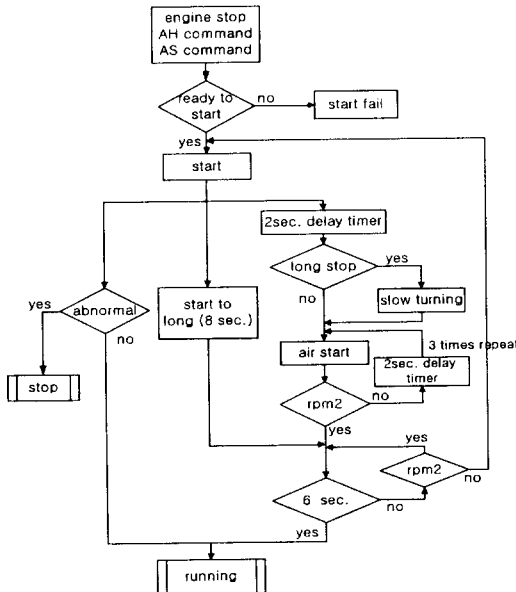 engine stop
AH command
AS command
ready to
start
no
start fail
yes
start
2sec. delay timer
long stop
yes
no
slow turning
yes
abnormal
no
start to
long (8 sec.)
stop
air start
3 times repeat
2sec. delay
timer
rpm2
no
yes
yes
rpm2
no
6 sec.
no
yes
running